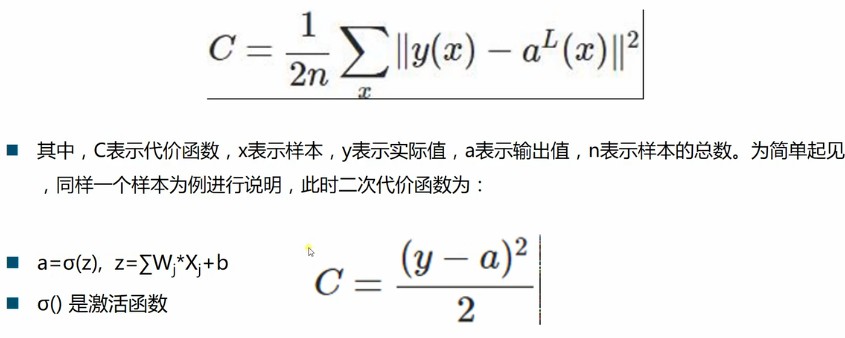 C = \frac{1}{2n} \sum_{x} \|y(x) - a^L(x)\|^2
其中，C表示代价函数，x表示样本，y表示实际值，a表示输出值，n表示样本的总数。为简单起见
，同样一个样本为例进行说明，此时二次代价函数为：
a=σ(z), z=∑W_j*X_j+b
C = \frac{(y - a)^2}{2}
σ() 是激活函数